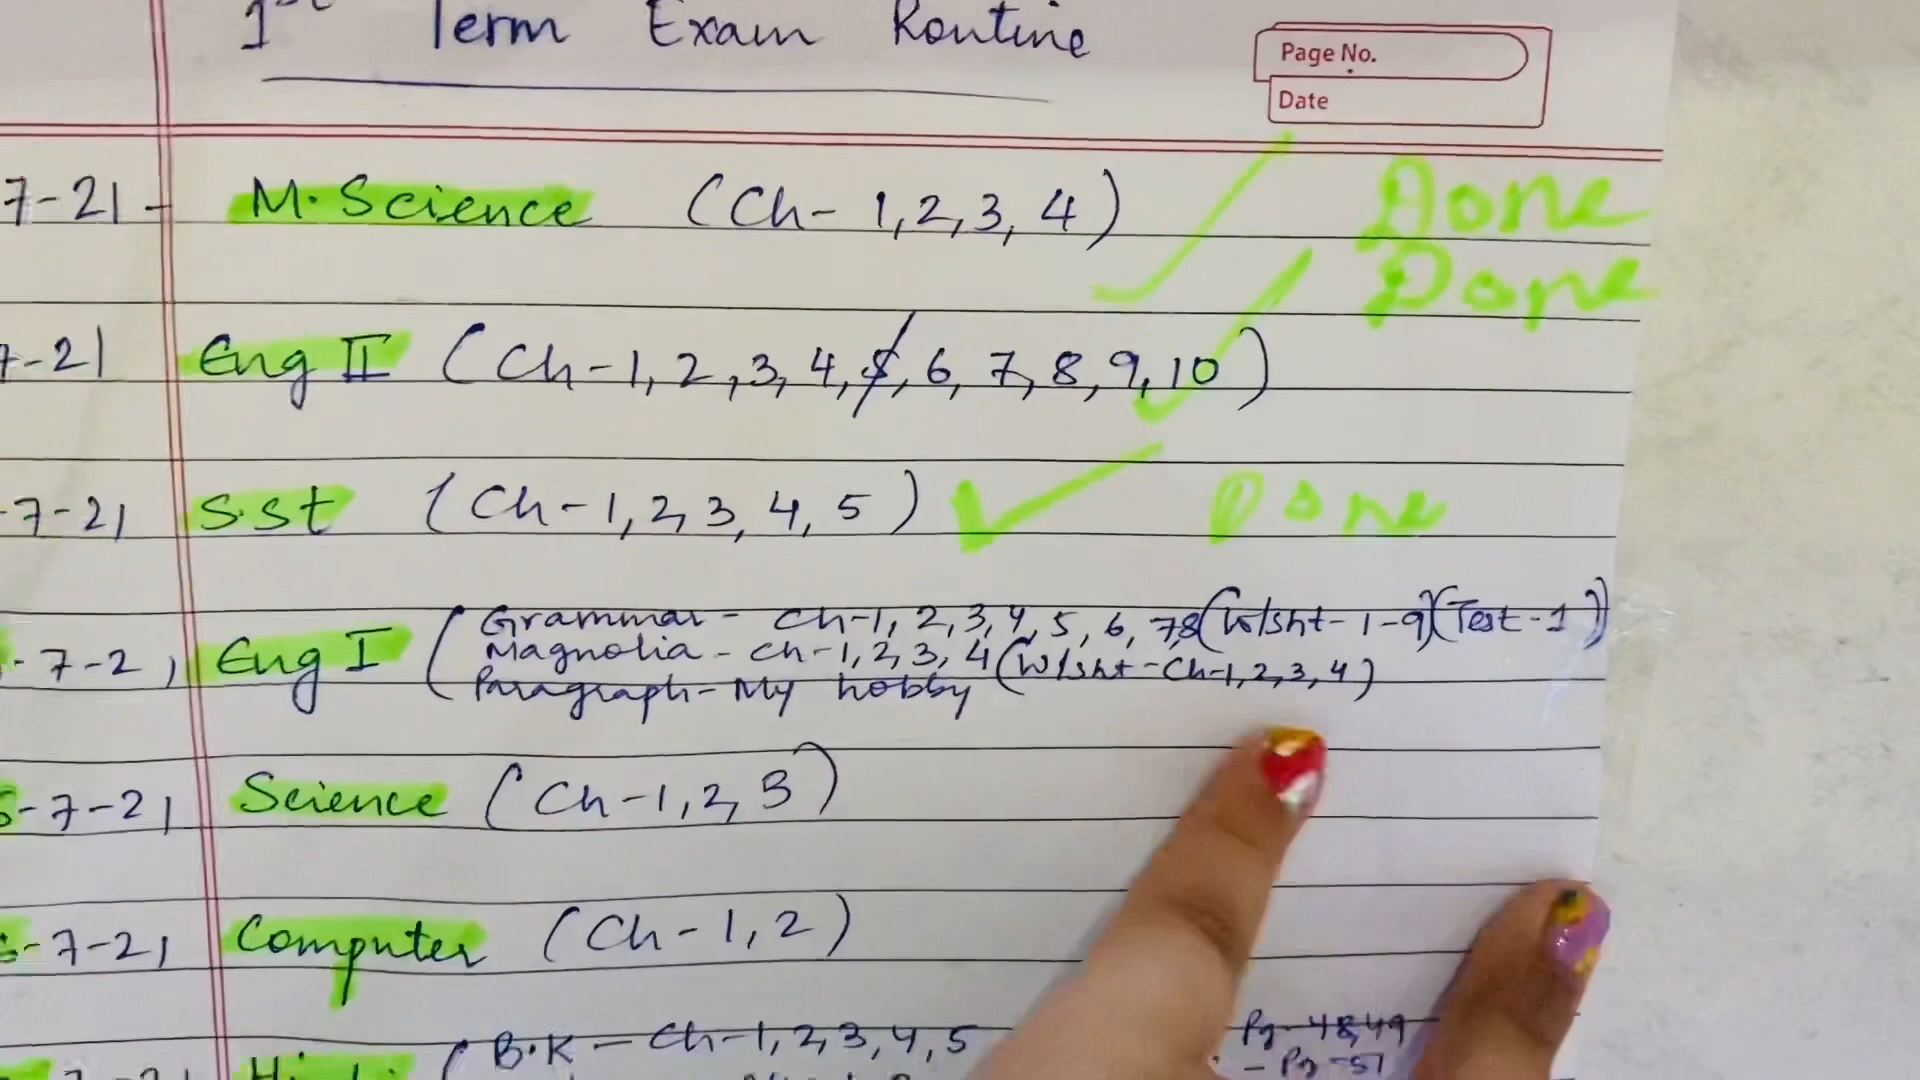 1st Term Exam Routine
Page No.
Date
7-21 - M.Science (Ch- 1,2,3,4) Done
Done
7-21 Eng II (Ch-1,2,3,4,5,6,7,8,9,10)
-7-21 S.St (Ch-1,2,3,4,5) Done
Grammar - Ch-1,2,3,4,5,6,7,8 (W/sht-1-9)(Test-1)
-7-21 Eng I ( Magnolia - Ch-1,2,3,4 (W/sht-Ch-1,2,3,4)
Paragraph - My hobby
-7-21 Science (Ch-1,2,3)
-7-21 Computer (Ch-1,2)
B.K - Ch-1,2,3,4,5 Pg-48,49
- Pg-57